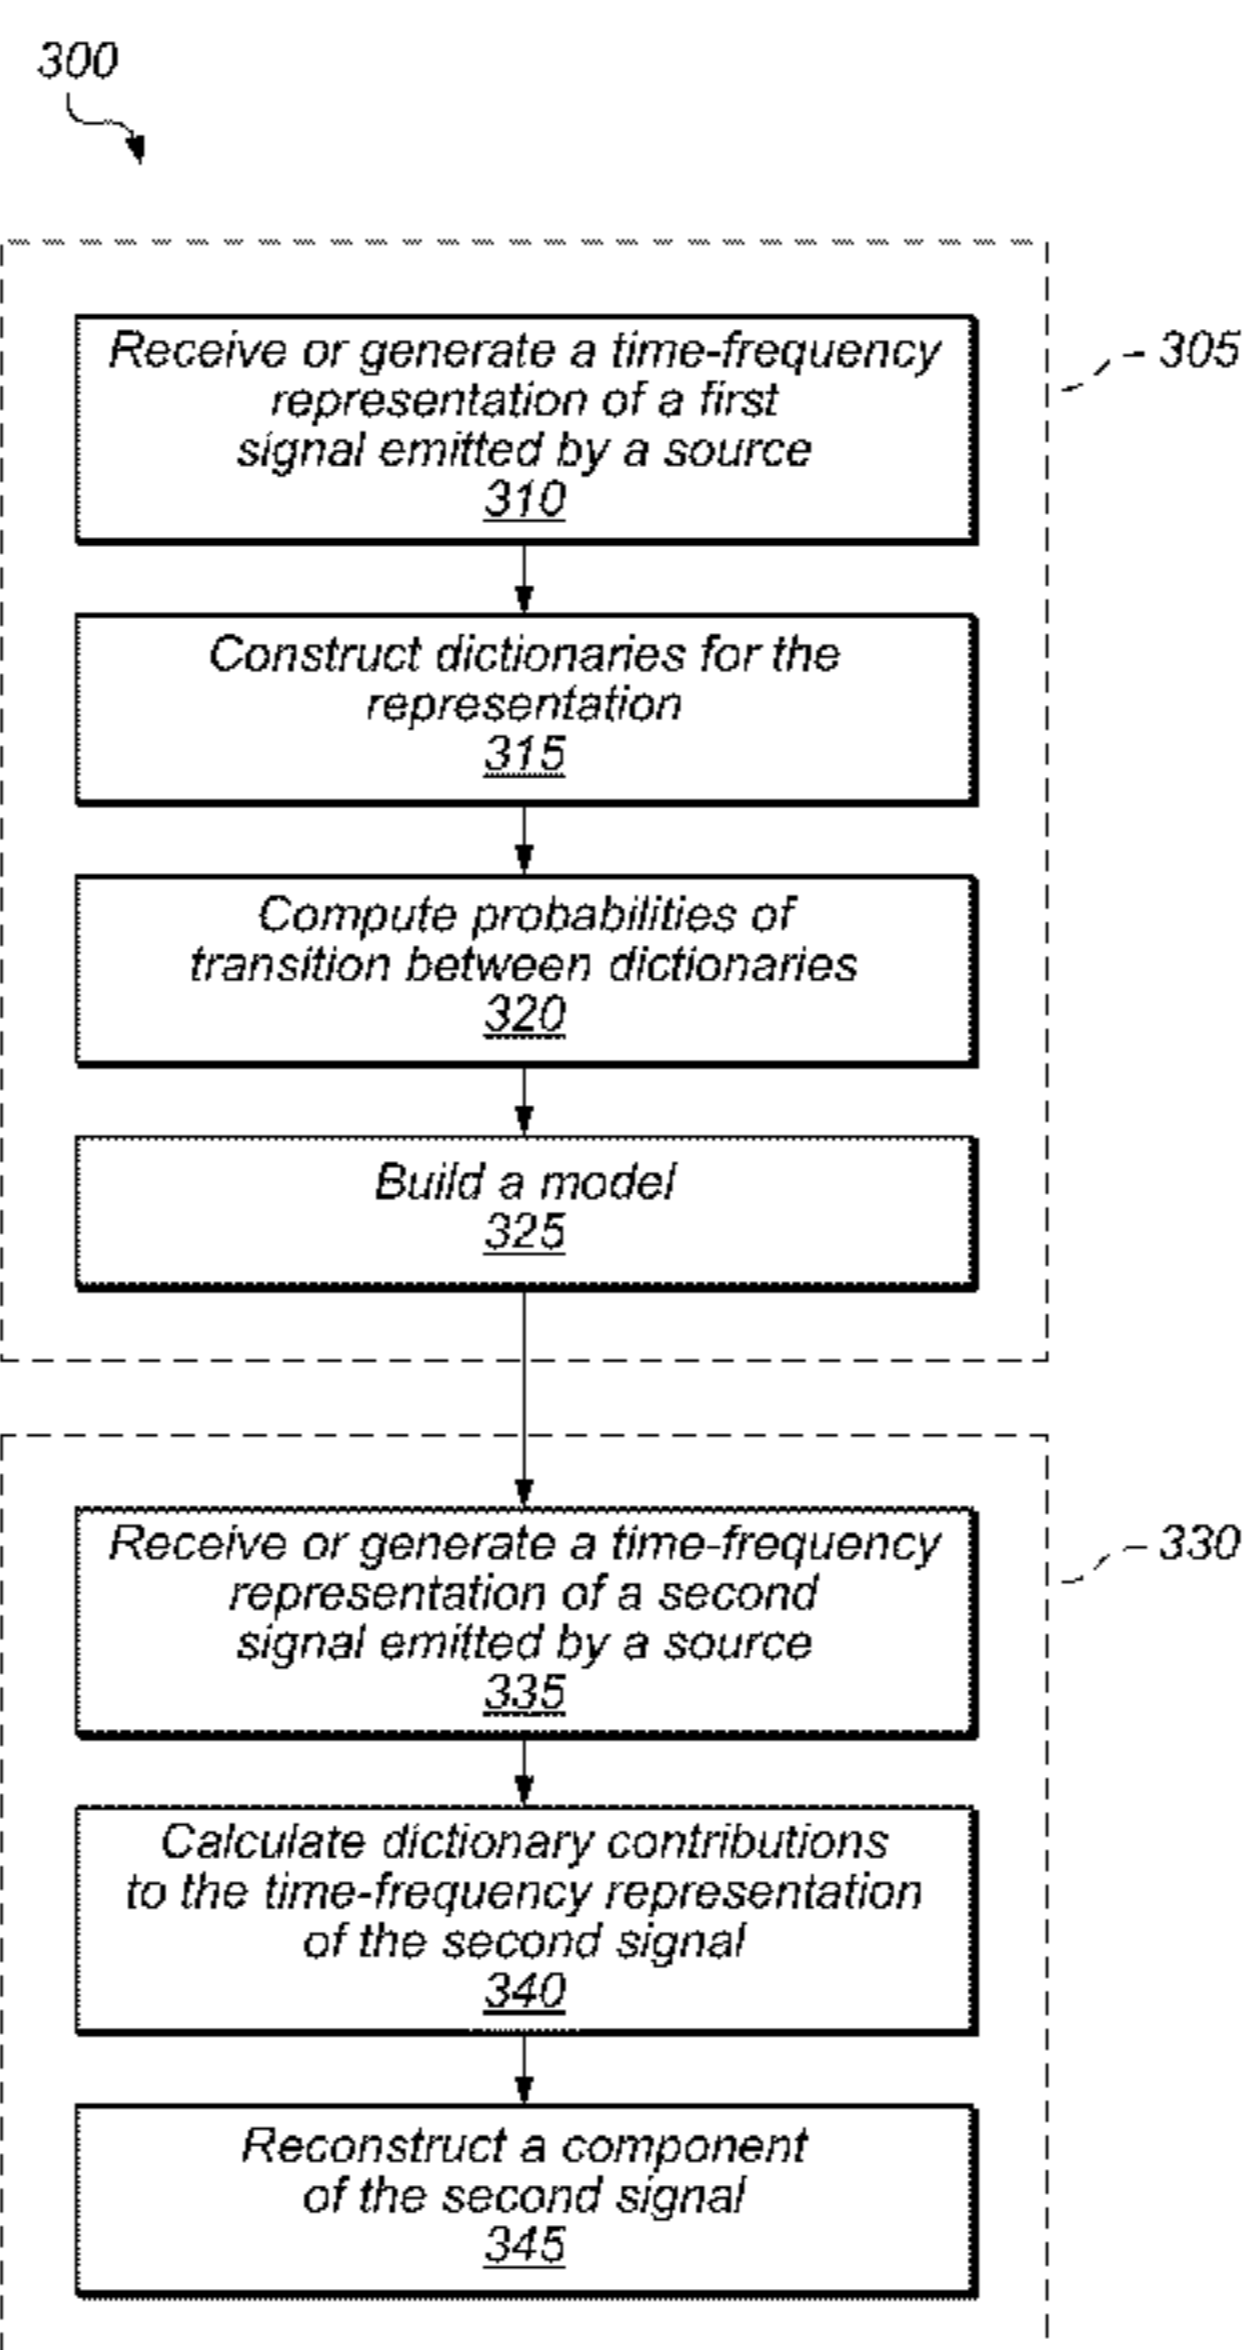 300
305
Receive or generate a time-frequency
representation of a first
signal emitted by a source
310
Construct dictionaries for the
representation
315
Compute probabilities of
transition between dictionaries
320
Build a model
325
330
Receive or generate a time-frequency
representation of a second
signal emitted by a source
335
Calculate dictionary contributions
to the time-frequency representation
of the second signal
340
Reconstruct a component
of the second signal
345